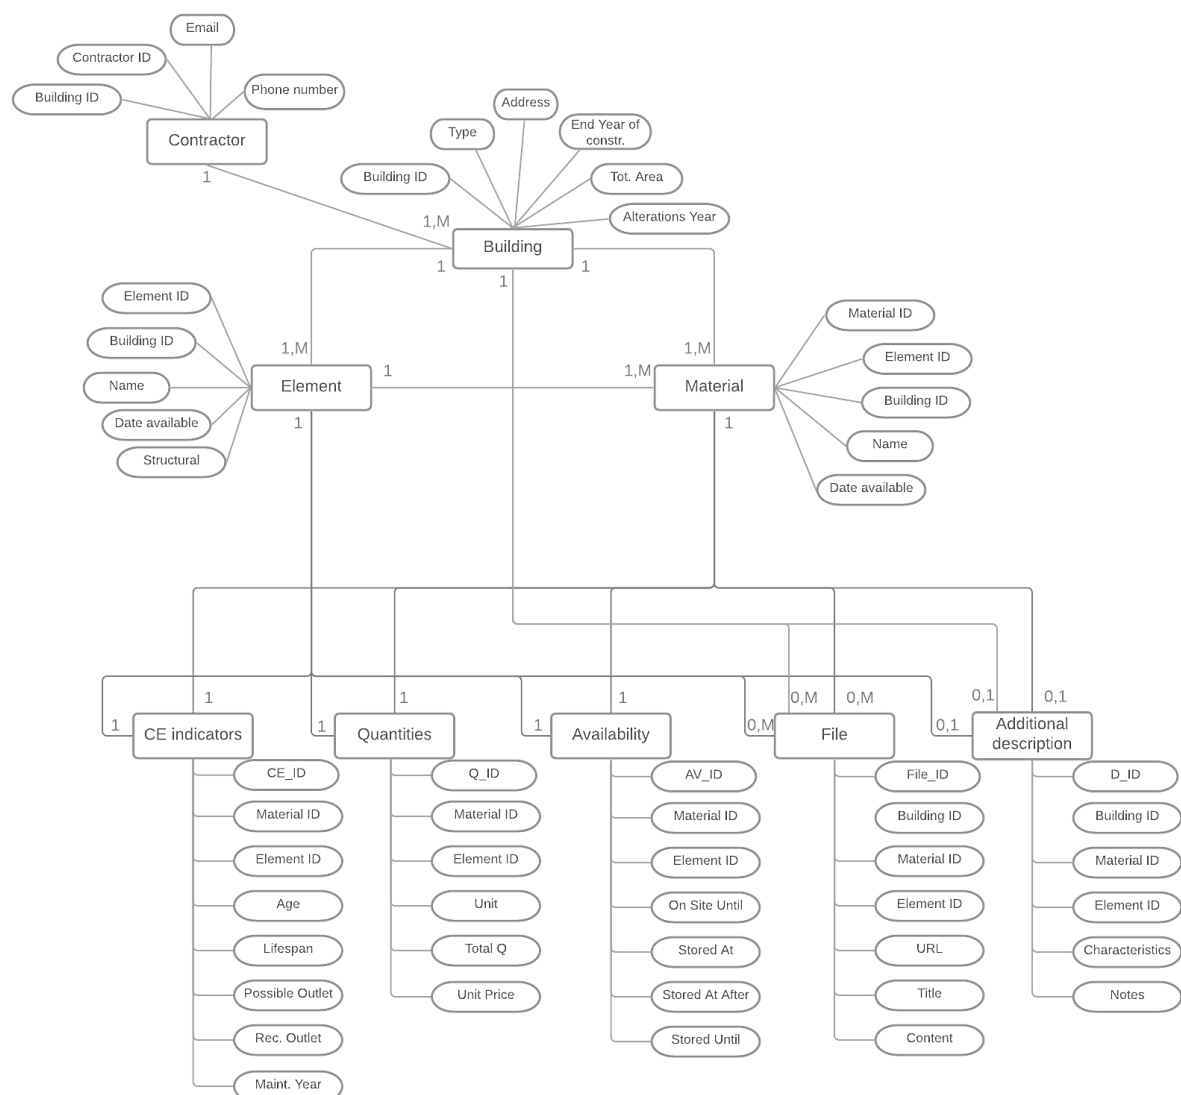 Email
Contractor ID
Building ID
Phone number
Contractor
1
Address
Type
End Year of
constr.
Building ID
Tot. Area
Alterations Year
1,M
Building
1
1
1
Element ID
Building ID
Name
Date available
Structural
1,M
Element
1
1
1,M
1,M
Material
1
Material ID
Element ID
Building ID
Name
Date available
1
1
1
0,M
0,M
0,1
0,1
1
1
1
0,M
0,1
CE indicators
Quantities
Availability
File
Additional
description
CE_ID
Material ID
Element ID
Age
Lifespan
Possible Outlet
Rec. Outlet
Maint. Year
Q_ID
Material ID
Element ID
Unit
Total Q
Unit Price
AV_ID
Material ID
Element ID
On Site Until
Stored At
Stored At After
Stored Until
File_ID
Building ID
Material ID
Element ID
URL
Title
Content
D_ID
Building ID
Material ID
Element ID
Characteristics
Notes